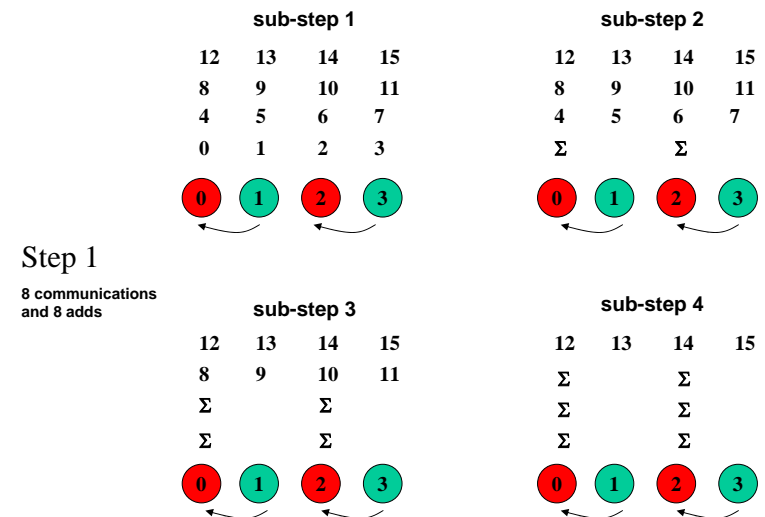 sub-step 1
12 13 14 15
8 9 10 11
4 5 6 7
0 1 2 3
0 1 2 3
sub-step 2
12 13 14 15
8 9 10 11
4 5 6 7
Σ Σ
0 1 2 3
Step 1
8 communications
and 8 adds
sub-step 3
12 13 14 15
8 9 10 11
Σ Σ
Σ Σ
0 1 2 3
sub-step 4
12 13 14 15
Σ Σ
Σ Σ
Σ Σ
0 1 2 3